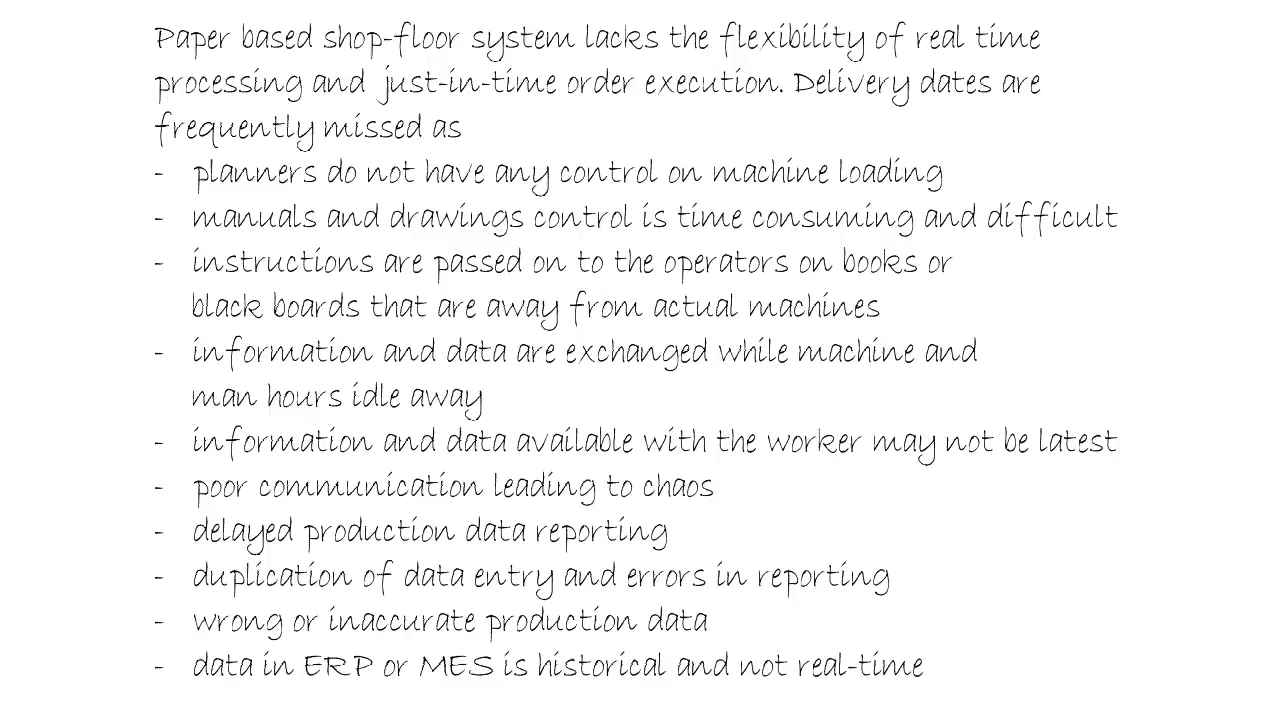 Paper based shop-floor system lacks the flexibility of real time
processing and just-in-time order execution. Delivery dates are
frequently missed as
- planners do not have any control on machine loading
- manuals and drawings control is time consuming and difficult
- instructions are passed on to the operators on books or
black boards that are away from actual machines
- information and data are exchanged while machine and
man hours idle away
- information and data available with the worker may not be latest
- poor communication leading to chaos
- delayed production data reporting
- duplication of data entry and errors in reporting
- wrong or inaccurate production data
- data in ERP or MES is historical and not real-time